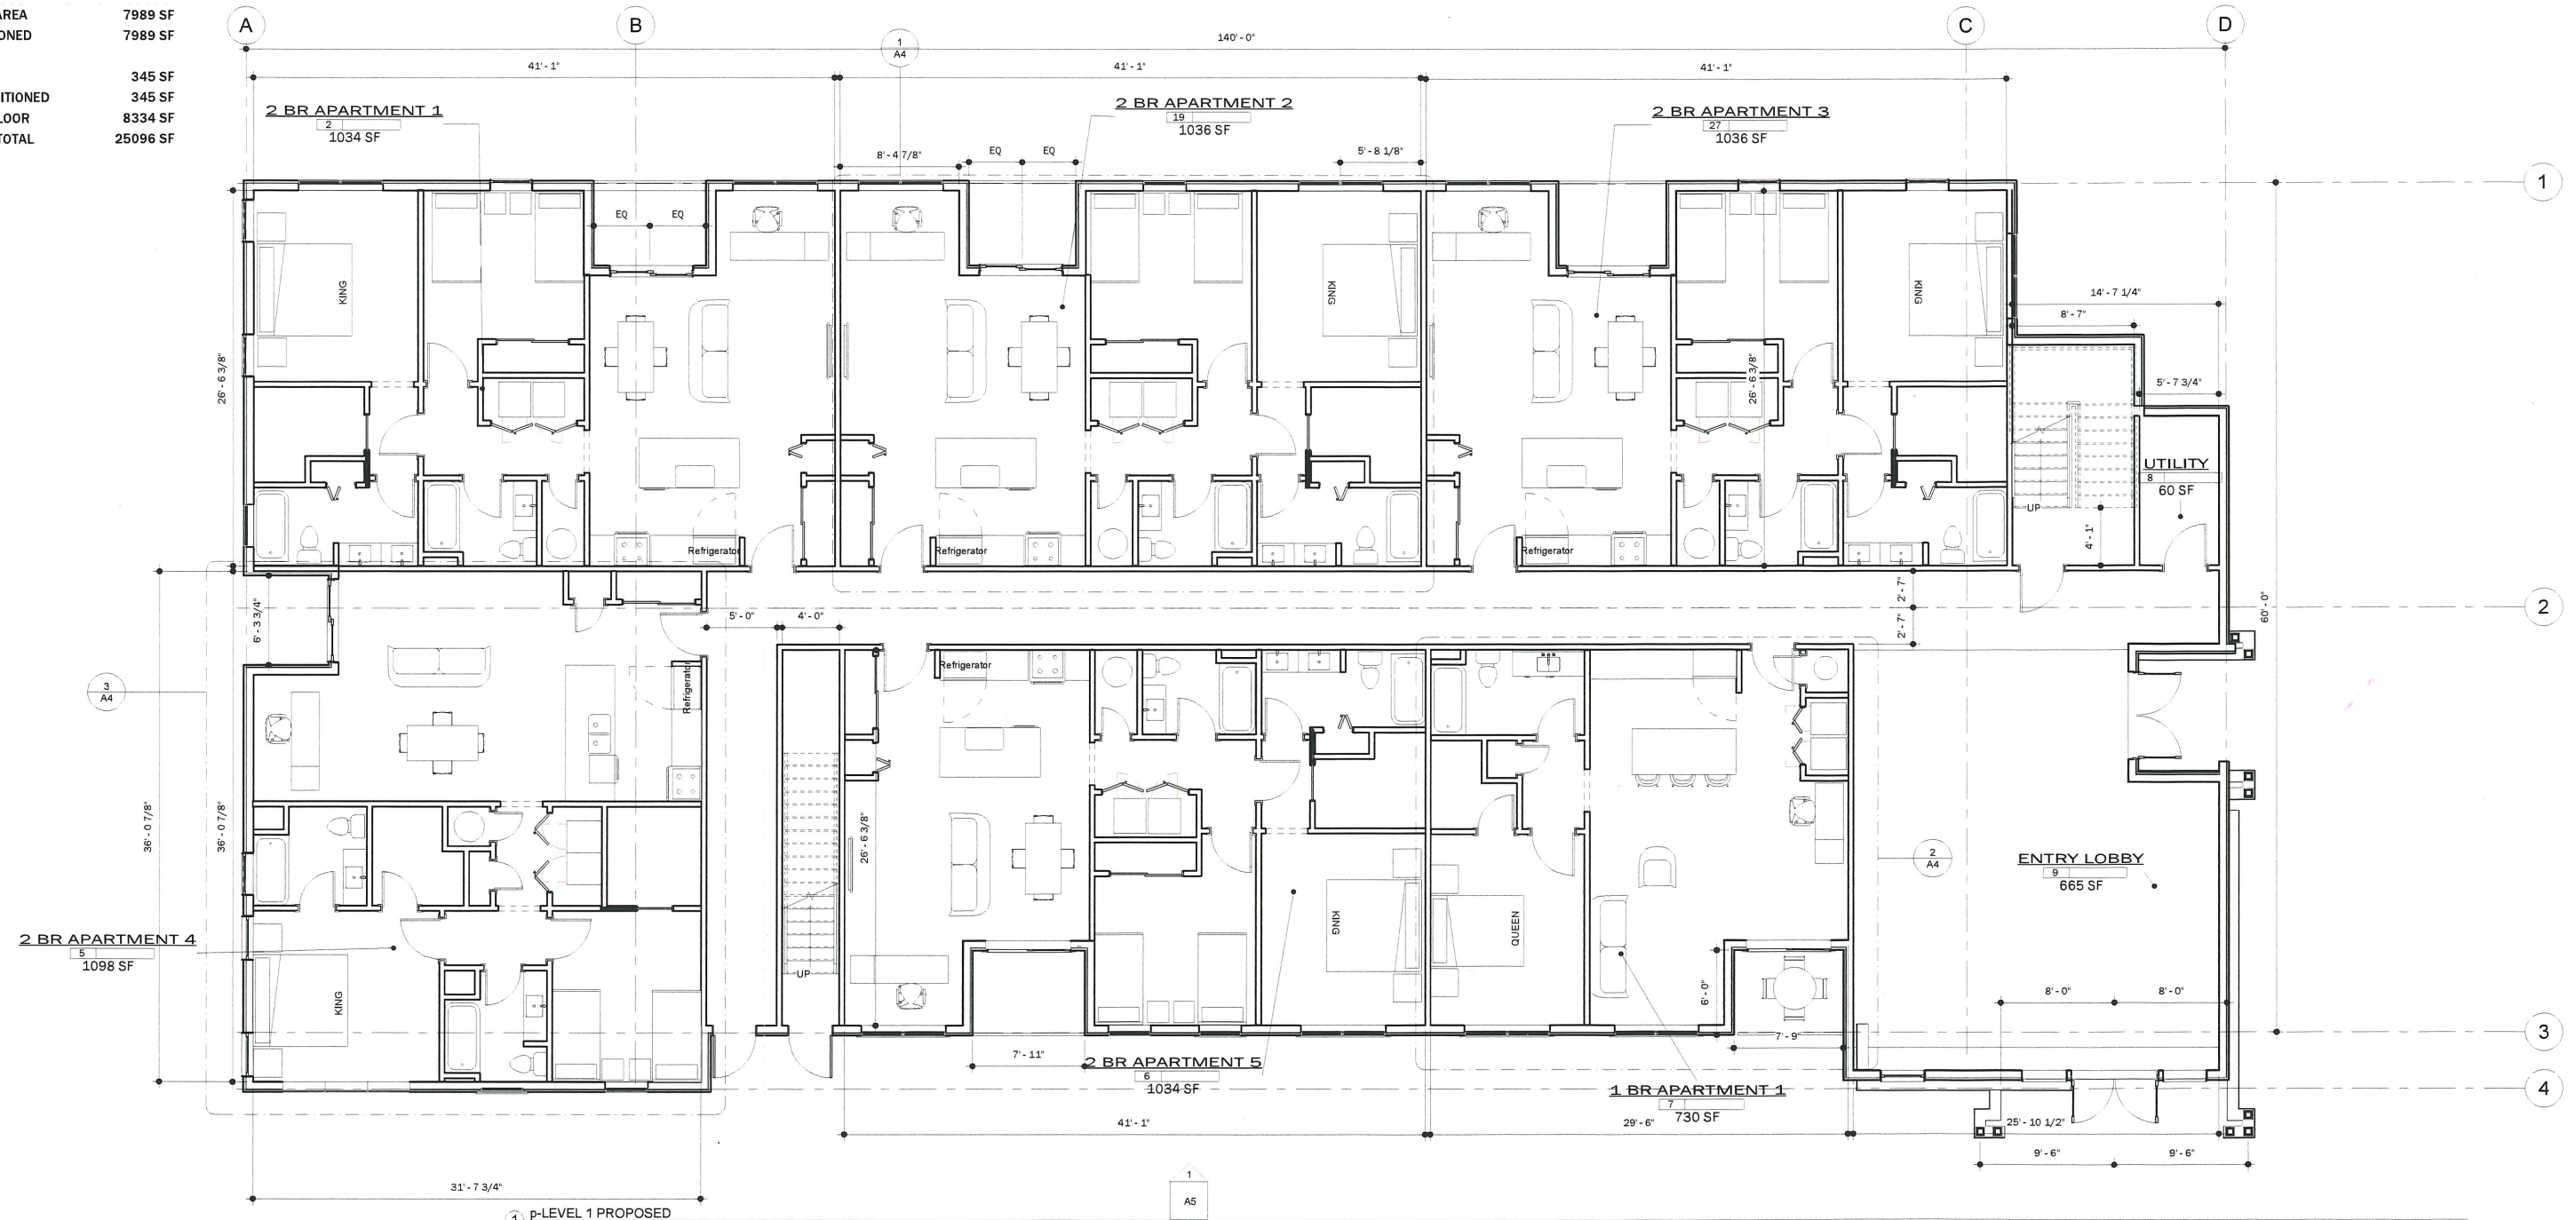 AREA 7989 SF
IONED 7989 SF
345 SF
ITIONED 345 SF
LOOR 8334 SF
TOTAL 25096 SF
A
B
C
D
1
A4
140' - 0"
41' - 1"
41' - 1"
41' - 1"
2 BR APARTMENT 1
2
1034 SF
2 BR APARTMENT 2
19
1036 SF
2 BR APARTMENT 3
27
1036 SF
8' - 4 7/8"
EQ
EQ
5' - 8 1/8"
1
EQ
EQ
KING
KING
KING
14' - 7 1/4"
8' - 7"
26' - 6 3/8"
26' - 6 3/8"
5' - 7 3/4"
UTILITY
8
60 SF
UP
4' - 1"
Refrigerator
Refrigerator
Refrigerator
6' - 3 3/4"
5' - 0"
4' - 0"
2' - 7"
2' - 7"
60' - 0"
2
3
A4
Refrigerator
Refrigerator
36' - 0 7/8"
36' - 0 7/8"
26' - 6 3/8"
2
A4
ENTRY LOBBY
9
665 SF
2 BR APARTMENT 4
5
1098 SF
KING
UP
KING
QUEEN
6' - 0"
8' - 0"
8' - 0"
3
7' - 11"
7' - 9"
2 BR APARTMENT 5
6
1034 SF
1 BR APARTMENT 1
7
730 SF
4
41' - 1"
29' - 6"
25' - 10 1/2"
9' - 6"
9' - 6"
31' - 7 3/4"
1
A5
1
p-LEVEL 1 PROPOSED